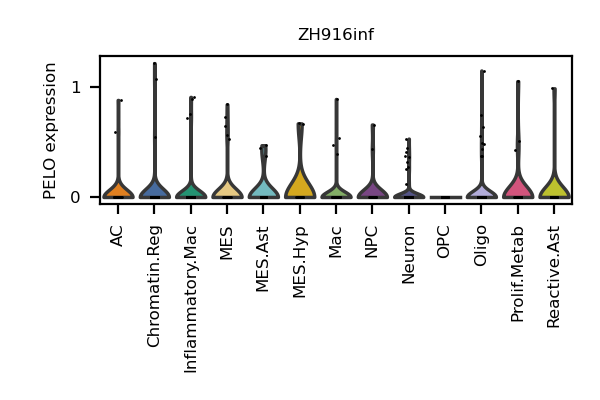 ZH916inf
PELO expression
1
0
AC
Chromatin.Reg
Inflammatory.Mac
MES
MES.Ast
MES.Hyp
Mac
NPC
Neuron
OPC
Oligo
Prolif.Metab
Reactive.Ast